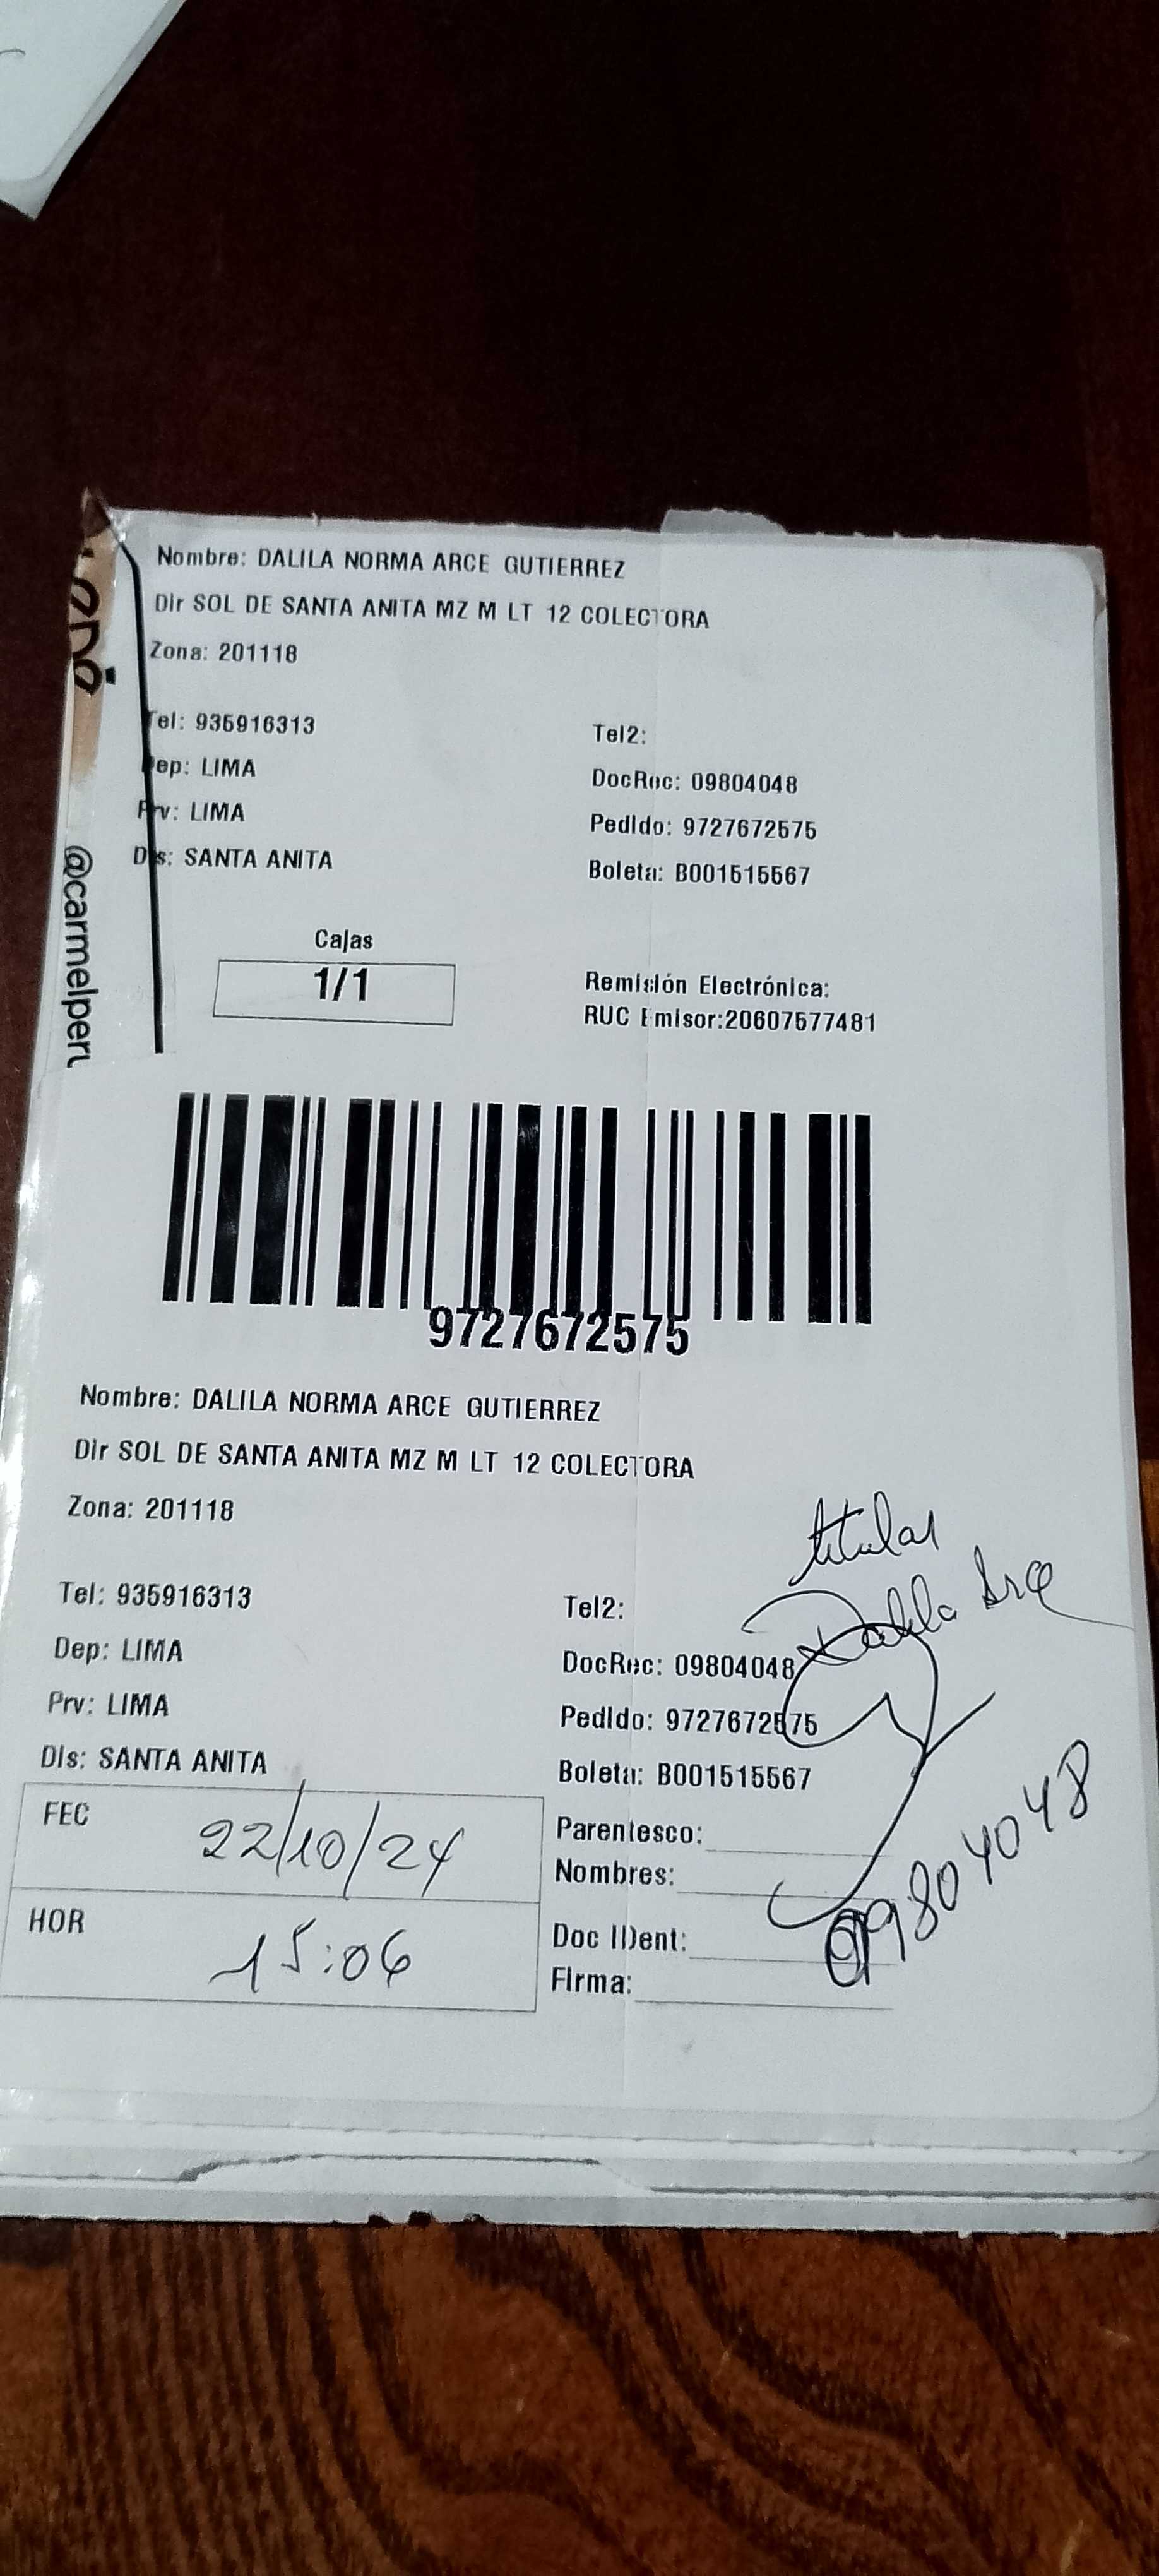 Nombre: DALILA NORMA ARCE GUTIERREZ
Dir SOL DE SANTA ANITA MZ M LT 12 COLECTORA
Zona: 201118
Tel: 935916313
Tel2:
Dep: LIMA
DocRec: 09804048
Prv: LIMA
Pedido: 9727672575
Dis: SANTA ANITA
Boleta: B001515567
@carmelperu
Cajas
1/1
Remisión Electrónica:
RUC Emisor:20607577481
9727672575
Nombre: DALILA NORMA ARCE GUTIERREZ
Dir SOL DE SANTA ANITA MZ M LT 12 COLECTORA
Zona: 201118
titular
Dalila Arce
Tel: 935916313
Tel2:
Dep: LIMA
DocRec: 09804048
Prv: LIMA
Pedido: 9727672575
Dis: SANTA ANITA
Boleta: B001515567
FEC 22/10/24
Parentesco:
Nombres:
09804048
HOR 15:06
Doc IDent:
Firma: